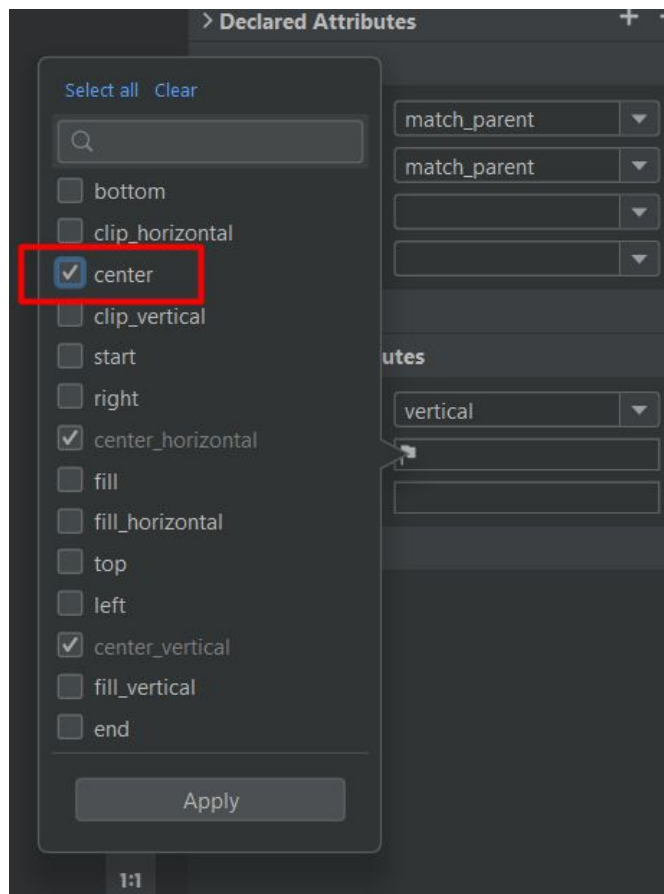 Declared Attributes
Select all Clear
match_parent
match_parent
bottom
clip_horizontal
center
clip_vertical
start
utes
right
vertical
center_horizontal
fill
fill_horizontal
top
left
center_vertical
fill_vertical
end
Apply
1:1